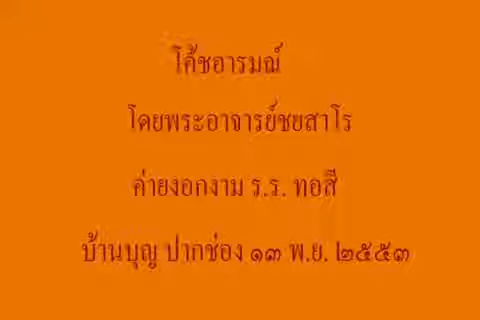 โค้ชอารมณ์
โดยพระอาจารย์ชยสาโร
ค่ายงอกงาม ร.ร. ทอสี
บ้านบุญ ปากช่อง ๑๓ พ.ย. ๒๕๕๓